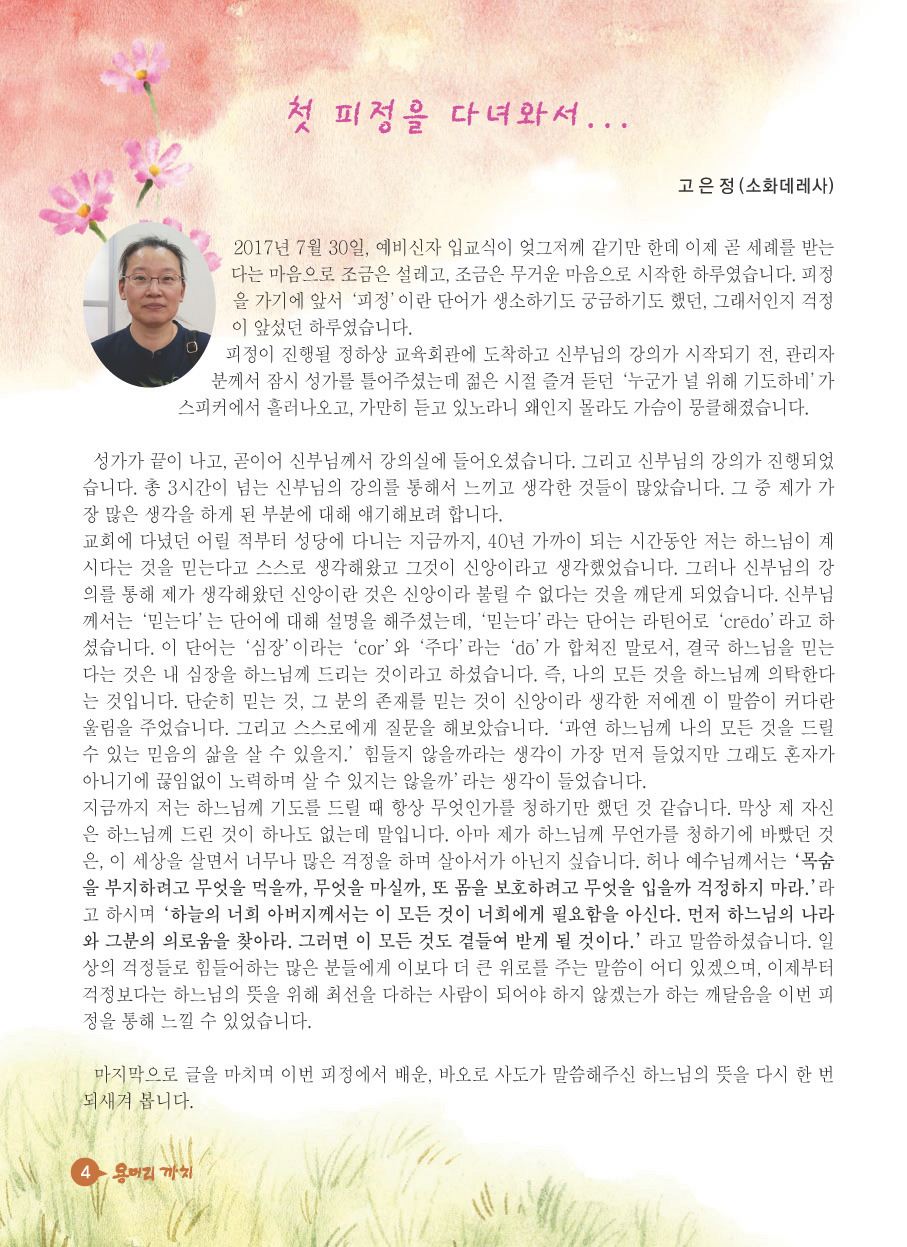 첫 피정을 다녀와서...
고 은 정 (소화데레사)
2017년 7월 30일, 예비신자 입교식이 엊그저께 같기만 한데 이제 곧 세례를 받는
다는 마음으로 조금은 설레고, 조금은 무거운 마음으로 시작한 하루였습니다. 피정
을 가기에 앞서 ‘피정’이란 단어가 생소하기도 궁금하기도 했던, 그래서인지 걱정
이 앞섰던 하루였습니다.
피정이 진행될 정하상 교육회관에 도착하고 신부님의 강의가 시작되기 전, 관리자
분께서 잠시 성가를 틀어주셨는데 젊은 시절 즐겨 듣던 ‘누군가 널 위해 기도하네’가
스피커에서 흘러나오고, 가만히 듣고 있노라니 왜인지 몰라도 가슴이 뭉클해졌습니다.
성가가 끝이 나고, 곧이어 신부님께서 강의실에 들어오셨습니다. 그리고 신부님의 강의가 진행되었
습니다. 총 3시간이 넘는 신부님의 강의를 통해서 느끼고 생각한 것들이 많았습니다. 그 중 제가 가
장 많은 생각을 하게 된 부분에 대해 얘기해보려 합니다.
교회에 다녔던 어릴 적부터 성당에 다니는 지금까지, 40년 가까이 되는 시간동안 저는 하느님이 계
시다는 것을 믿는다고 스스로 생각해왔고 그것이 신앙이라고 생각했었습니다. 그러나 신부님의 강
의를 통해 제가 생각해왔던 신앙이란 것은 신앙이라 불릴 수 없다는 것을 깨닫게 되었습니다. 신부님
께서는 ‘믿는다’는 단어에 대해 설명을 해주셨는데, ‘믿는다’라는 단어는 라틴어로 ‘crēdo’라고 하
셨습니다. 이 단어는 ‘심장’이라는 ‘cor’와 ‘주다’라는 ‘dō’가 합쳐진 말로서, 결국 하느님을 믿는
다는 것은 내 심장을 하느님께 드리는 것이라고 하셨습니다. 즉, 나의 모든 것을 하느님께 의탁한다
는 것입니다. 단순히 믿는 것, 그 분의 존재를 믿는 것이 신앙이라 생각한 저에겐 이 말씀이 커다란
울림을 주었습니다. 그리고 스스로에게 질문을 해보았습니다. ‘과연 하느님께 나의 모든 것을 드릴
수 있는 믿음의 삶을 살 수 있을지.’ 힘들지 않을까라는 생각이 가장 먼저 들었지만 그래도 혼자가
아니기에 끊임없이 노력하며 살 수 있지는 않을까’라는 생각이 들었습니다.
지금까지 저는 하느님께 기도를 드릴 때 항상 무엇인가를 청하기만 했던 것 같습니다. 막상 제 자신
은 하느님께 드린 것이 하나도 없는데 말입니다. 아마 제가 하느님께 무언가를 청하기에 바빴던 것
은, 이 세상을 살면서 너무나 많은 걱정을 하며 살아서가 아닌지 싶습니다. 허나 예수님께서는 ‘목숨
을 부지하려고 무엇을 먹을까, 무엇을 마실까, 또 몸을 보호하려고 무엇을 입을까 걱정하지 마라.’라
고 하시며 ‘하늘의 너희 아버지께서는 이 모든 것이 너희에게 필요함을 아신다. 먼저 하느님의 나라
와 그분의 의로움을 찾아라. 그러면 이 모든 것도 곁들여 받게 될 것이다.’ 라고 말씀하셨습니다. 일
상의 걱정들로 힘들어하는 많은 분들에게 이보다 더 큰 위로를 주는 말씀이 어디 있겠으며, 이제부터
걱정보다는 하느님의 뜻을 위해 최선을 다하는 사람이 되어야 하지 않겠는가 하는 깨달음을 이번 피
정을 통해 느낄 수 있었습니다.
마지막으로 글을 마치며 이번 피정에서 배운, 바오로 사도가 말씀해주신 하느님의 뜻을 다시 한 번
되새겨 봅니다.
4 용머리 까치